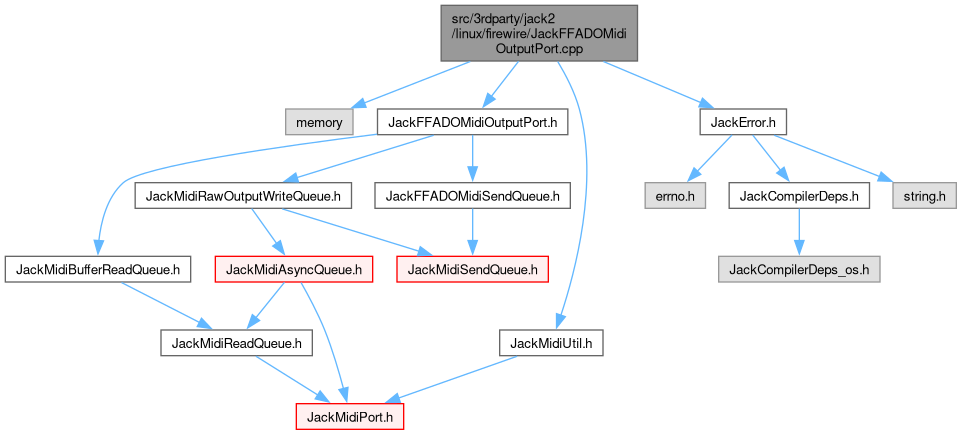 src/3rdparty/jack2
/linux/firewire/JackFFADOMidi
OutputPort.cpp
memory
JackFFADOMidiOutputPort.h
JackError.h
JackMidiRawOutputWriteQueue.h
JackFFADOMidiSendQueue.h
errno.h
JackCompilerDeps.h
string.h
JackMidiBufferReadQueue.h
JackMidiAsyncQueue.h
JackMidiSendQueue.h
JackCompilerDeps_os.h
JackMidiReadQueue.h
JackMidiUtil.h
JackMidiPort.h